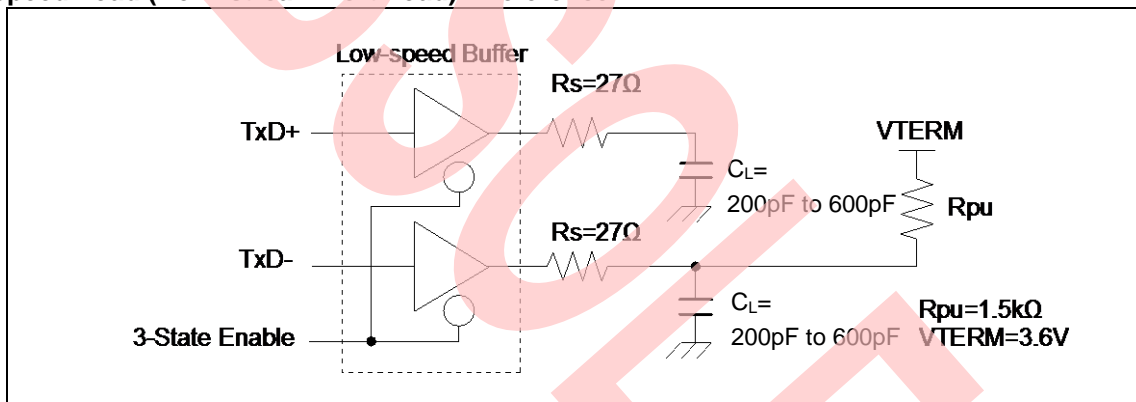 Low-speed Buffer
Rs=27Ω
TxD+
VTERM
CL=
200pF to 600pF
Rpu
Rs=27Ω
TxD-
CL=
200pF to 600pF
Rpu=1.5kΩ
VTERM=3.6V
3-State Enable